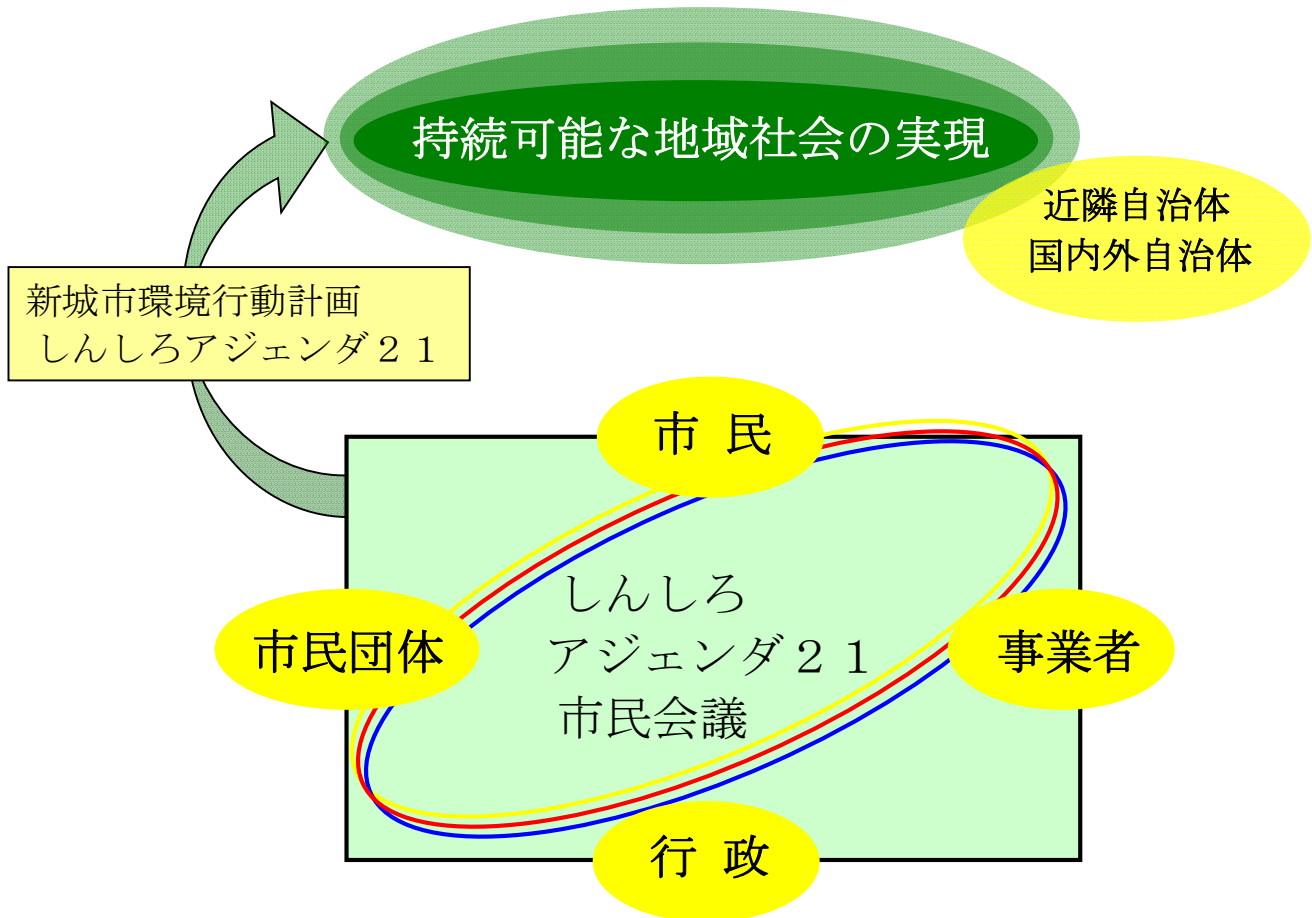 持続可能な地域社会の実現
近隣自治体
国内外自治体
新城市環境行動計画
しんしろアジェンダ２１
市 民
市民団体
しんしろ
アジェンダ２１
市民会議
事業者
行 政